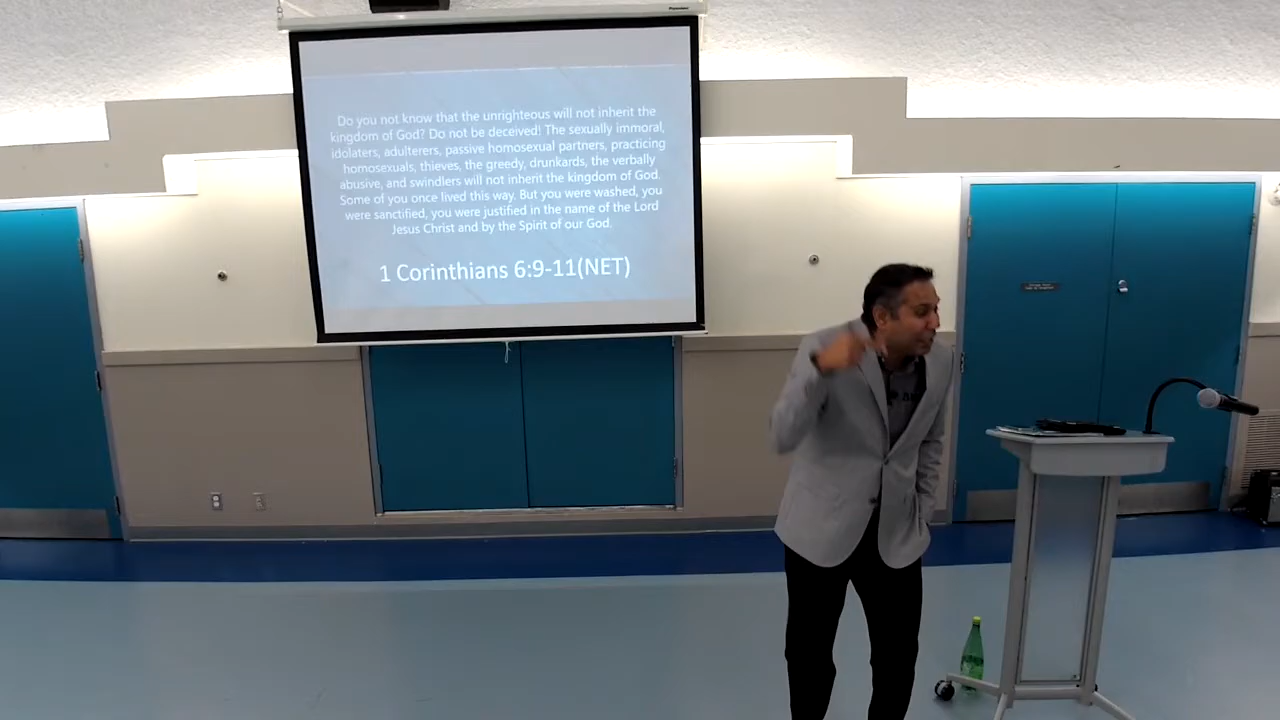 Do you not know that the unrighteous will not inherit the
kingdom of God? Do not be deceived! The sexually immoral,
idolaters, adulterers, passive homosexual partners, practicing
homosexuals, thieves, the greedy, drunkards, the verbally
abusive, and swindlers will not inherit the kingdom of God.
Some of you once lived this way. But you were washed, you
were sanctified, you were justified in the name of the Lord
Jesus Christ and by the Spirit of our God.
1 Corinthians 6:9-11(NET)